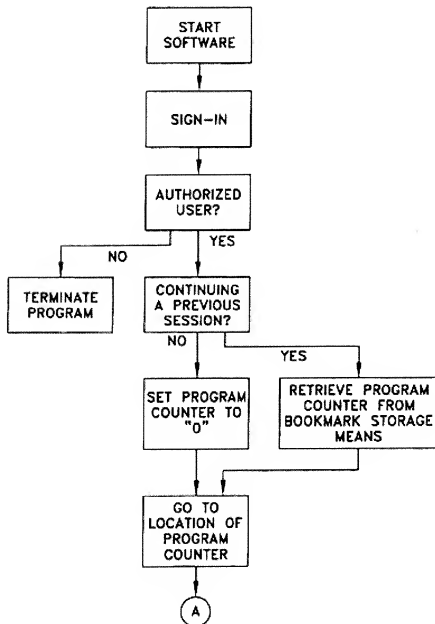 START
SOFTWARE
SIGN-IN
AUTHORIZED
USER?
NO
YES
TERMINATE
PROGRAM
CONTINUING
A PREVIOUS
SESSION?
NO
YES
SET PROGRAM
COUNTER TO
"0"
RETRIEVE PROGRAM
COUNTER FROM
BOOKMARK STORAGE
MEANS
GO TO
LOCATION OF
PROGRAM
COUNTER
A